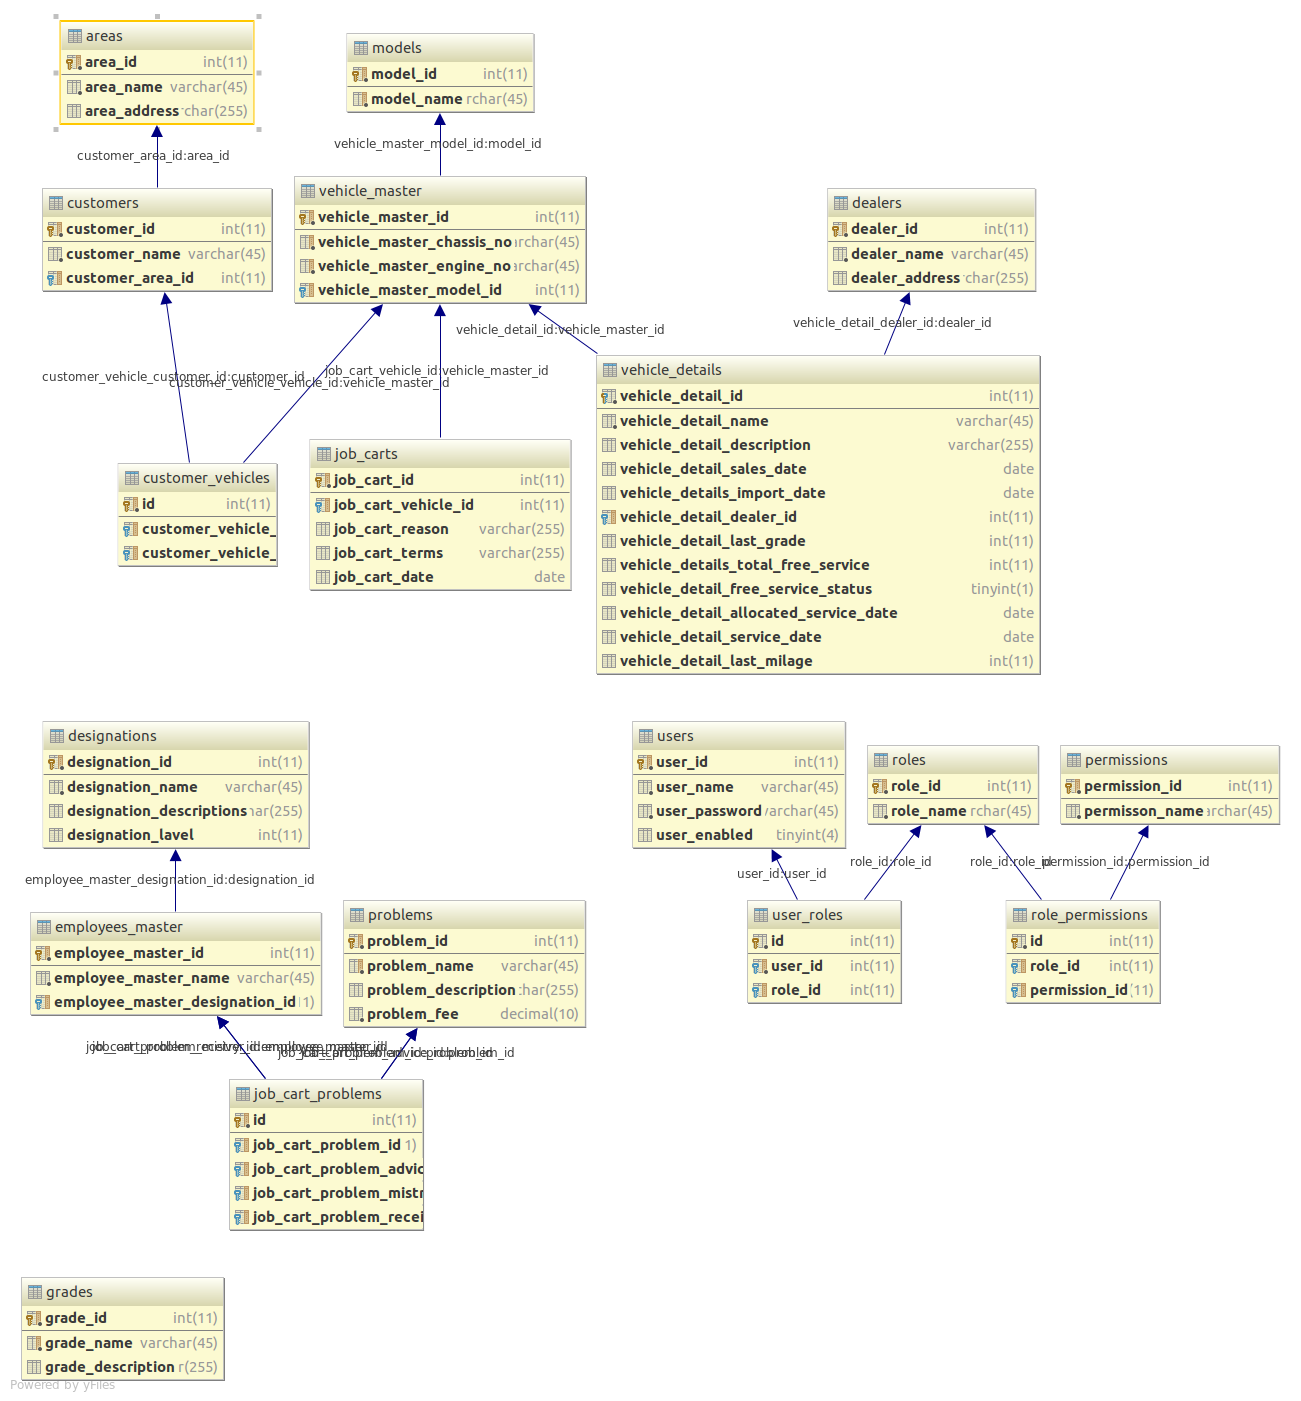 areas
area_id int(11)
area_name varchar(45)
area_address char(255)
models
model_id int(11)
model_name rchar(45)
customer_area_id:area_id
vehicle_master_model_id:model_id
customers
customer_id int(11)
customer_name varchar(45)
customer_area_id int(11)
vehicle_master
vehicle_master_id int(11)
vehicle_master_chassis_no archar(45)
vehicle_master_engine_no archar(45)
vehicle_master_model_id int(11)
dealers
dealer_id int(11)
dealer_name varchar(45)
dealer_address char(255)
vehicle_detail_id:vehicle_master_id
vehicle_detail_dealer_id:dealer_id
customer_vehicle_customer_id:customer_id
customer_vehicle_vehicle_id:vehicle_master_id
job_cart_vehicle_id:vehicle_master_id
vehicle_details
vehicle_detail_id int(11)
vehicle_detail_name varchar(45)
vehicle_detail_description varchar(255)
vehicle_detail_sales_date date
vehicle_details_import_date date
vehicle_detail_dealer_id int(11)
vehicle_detail_last_grade int(11)
vehicle_details_total_free_service int(11)
vehicle_detail_free_service_status tinyint(1)
vehicle_detail_allocated_service_date date
vehicle_detail_service_date date
vehicle_detail_last_milage int(11)
customer_vehicles
id int(11)
customer_vehicle_
customer_vehicle_
job_carts
job_cart_id int(11)
job_cart_vehicle_id int(11)
job_cart_reason varchar(255)
job_cart_terms varchar(255)
job_cart_date date
designations
designation_id int(11)
designation_name varchar(45)
designation_descriptions har(255)
designation_lavel int(11)
users
user_id int(11)
user_name varchar(45)
user_password varchar(45)
user_enabled tinyint(4)
roles
role_id int(11)
role_name rchar(45)
permissions
permission_id int(11)
permisson_name archar(45)
employee_master_designation_id:designation_id
user_id:user_id
role_id:role_id
role_id:role_id
permission_id:permission_id
employees_master
employee_master_id int(11)
employee_master_name varchar(45)
employee_master_designation_id 1)
problems
problem_id int(11)
problem_name varchar(45)
problem_description char(255)
problem_fee decimal(10)
user_roles
id int(11)
user_id int(11)
role_id int(11)
role_permissions
id int(11)
role_id int(11)
permission_id (11)
job_cart_problems
id int(11)
job_cart_problem_id 1)
job_cart_problem_advic
job_cart_problem_mistr
job_cart_problem_recei
grades
grade_id int(11)
grade_name varchar(45)
grade_description r(255)
Powered by yFiles